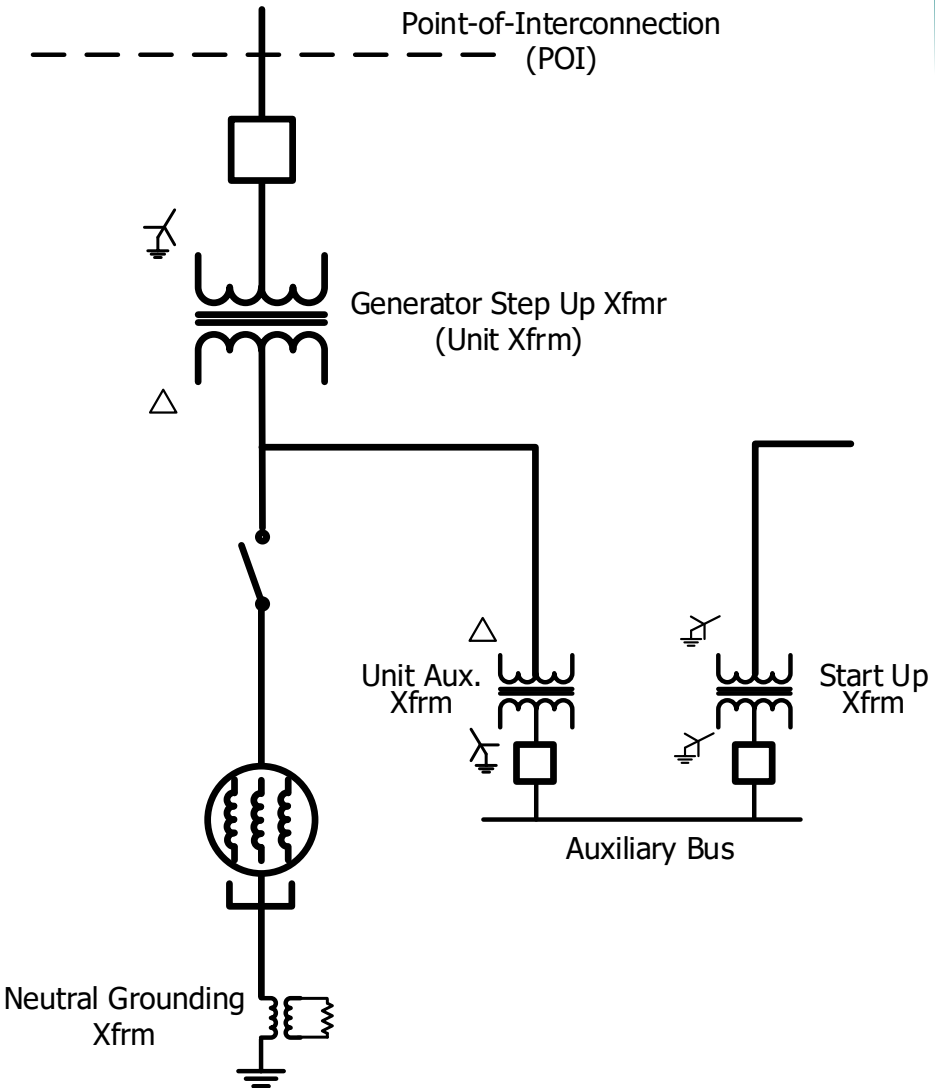 Point-of-Interconnection
(POI)
Generator Step Up Xfmr
(Unit Xfrm)
Unit Aux.
Xfrm
Start Up
Xfrm
Auxiliary Bus
Neutral Grounding
Xfrm